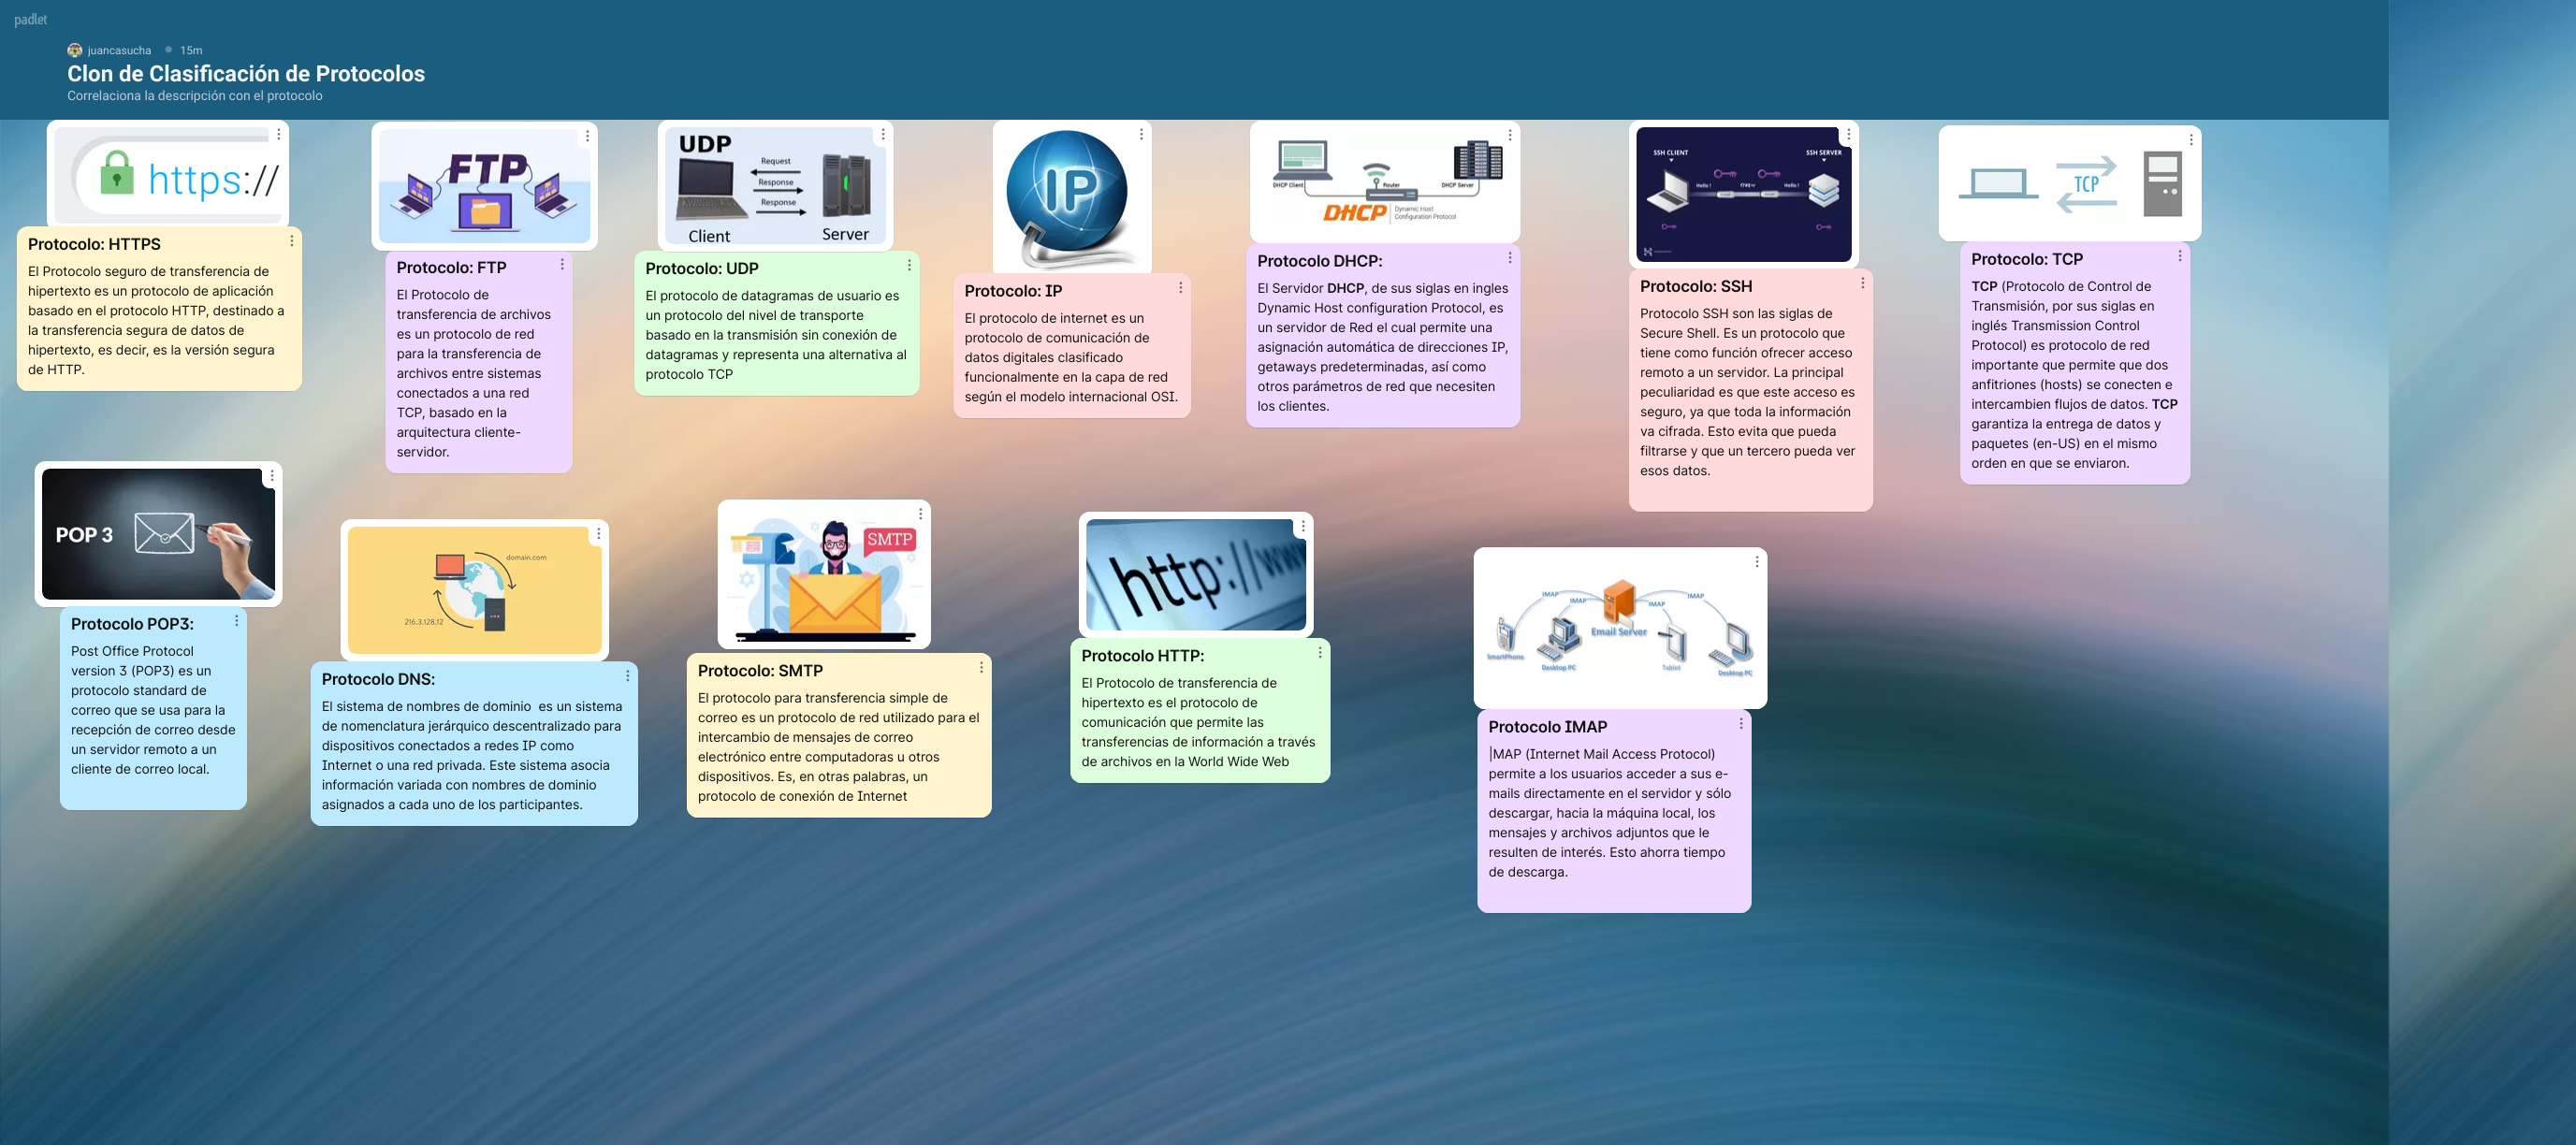 padlet
juancasucha 15m
Clon de Clasificación de Protocolos
Correlaciona la descripción con el protocolo
https://
Protocolo: HTTPS
El Protocolo seguro de transferencia de
hipertexto es un protocolo de aplicación
basado en el protocolo HTTP, destinado a
la transferencia segura de datos de
hipertexto, es decir, es la versión segura
de HTTP.
FTP
Protocolo: FTP
El Protocolo de
transferencia de archivos
es un protocolo de red
para la transferencia de
archivos entre sistemas
conectados a una red
TCP, basado en la
arquitectura cliente-
servidor.
UDP
Request
Response
Response
Client
Server
Protocolo: UDP
El protocolo de datagramas de usuario es
un protocolo del nivel de transporte
basado en la transmisión sin conexión de
datagramas y representa una alternativa al
protocolo TCP
IP
Protocolo: IP
El protocolo de internet es un
protocolo de comunicación de
datos digitales clasificado
funcionalmente en la capa de red
según el modelo internacional OSI.
DHCP Client
Router
DHCP Server
DHCP
Dynamic Host
Configuration Protocol
Protocolo DHCP:
El Servidor DHCP, de sus siglas en ingles
Dynamic Host configuration Protocol, es
un servidor de Red el cual permite una
asignación automática de direcciones IP,
getaways predeterminadas, así como
otros parámetros de red que necesiten
los clientes.
SSH CLIENT
SSH SERVER
Hello !
Hello !
Protocolo: SSH
Protocolo SSH son las siglas de
Secure Shell. Es un protocolo que
tiene como función ofrecer acceso
remoto a un servidor. La principal
peculiaridad es que este acceso es
seguro, ya que toda la información
va cifrada. Esto evita que pueda
filtrarse y que un tercero pueda ver
esos datos.
TCP
Protocolo: TCP
TCP (Protocolo de Control de
Transmisión, por sus siglas en
inglés Transmission Control
Protocol) es protocolo de red
importante que permite que dos
anfitriones (hosts) se conecten e
intercambien flujos de datos. TCP
garantiza la entrega de datos y
paquetes (en-US) en el mismo
orden en que se enviaron.
POP 3
Protocolo POP3:
Post Office Protocol
version 3 (POP3) es un
protocolo standard de
correo que se usa para la
recepción de correo desde
un servidor remoto a un
cliente de correo local.
domain.com
216.3.128.12
Protocolo DNS:
El sistema de nombres de dominio  es un sistema
de nomenclatura jerárquico descentralizado para
dispositivos conectados a redes IP como
Internet o una red privada. Este sistema asocia
información variada con nombres de dominio
asignados a cada uno de los participantes.
SMTP
Protocolo: SMTP
El protocolo para transferencia simple de
correo es un protocolo de red utilizado para el
intercambio de mensajes de correo
electrónico entre computadoras u otros
dispositivos. Es, en otras palabras, un
protocolo de conexión de Internet
http://www
Protocolo HTTP:
El Protocolo de transferencia de
hipertexto es el protocolo de
comunicación que permite las
transferencias de información a través
de archivos en la World Wide Web
IMAP
IMAP
IMAP
IMAP
Email Server
SmartPhone
Desktop PC
Tablet
Desktop PC
Protocolo IMAP
|MAP (Internet Mail Access Protocol)
permite a los usuarios acceder a sus e-
mails directamente en el servidor y sólo
descargar, hacia la máquina local, los
mensajes y archivos adjuntos que le
resulten de interés. Esto ahorra tiempo
de descarga.